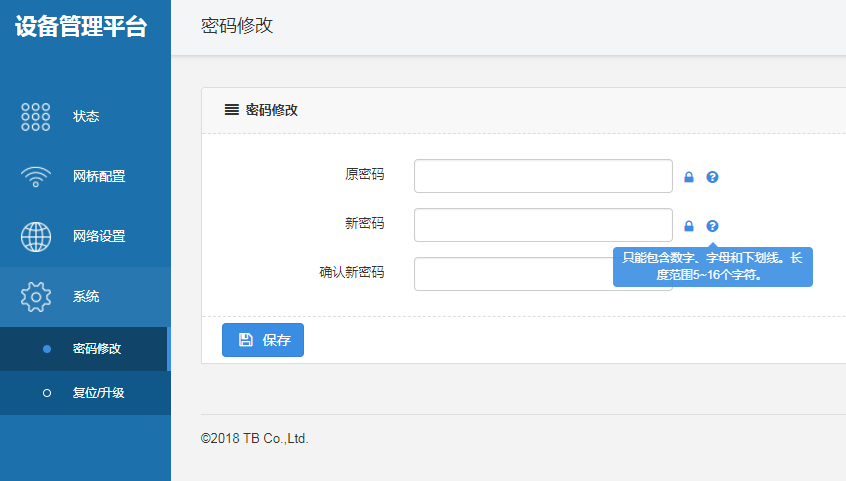 设备管理平台
密码修改
状态
网桥配置
网络设置
系统
密码修改
复位/升级
密码修改
原密码
新密码
只能包含数字、字母和下划线。长
度范围5~16个字符。
确认新密码
保存
©2018 TB Co.,Ltd.